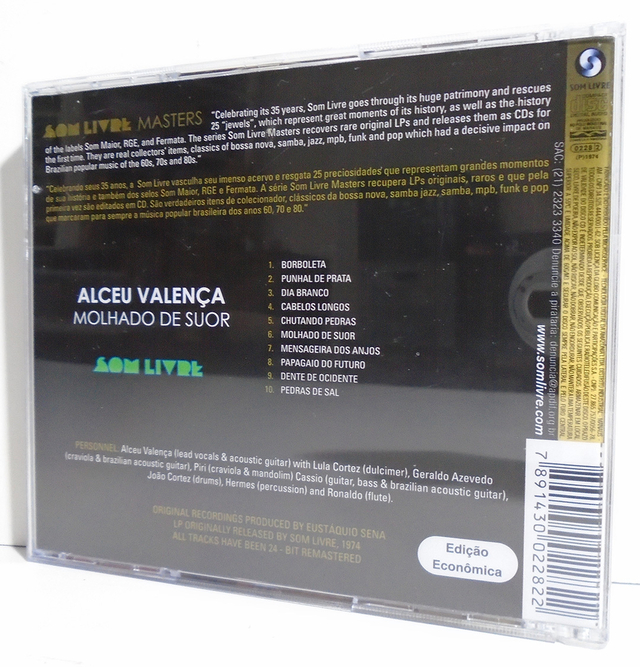 SOM LIVRE MASTERS "Celebrating its 35 years, Som Livre goes through its huge patrimony and rescues
25 "jewels", which represent great moments of its history, as well as the history
of the labels Som Maior, RGE, and Fermata. The series Som Livre Masters recovers rare original LPs and releases them as CDs for
the first time. They are real collectors' items, classics of bossa nova, samba, jazz, samba, mpb, funk and pop which had a decisive impact on
Brazilian popular music of the 60s, 70s and 80s."
"Celebrando seus 35 anos, a Som Livre vasculha seu imenso acervo e resgata 25 preciosidades que representam grandes momentos
de sua história e também dos selos Som Maior, RGE e Fermata. A série Som Livre Masters recupera LPs originais, raros e que pela
primeira vez são editados em CD. São verdadeiros itens de colecionador, clássicos da bossa nova, samba jazz, samba, mpb, funk e pop
que marcaram para sempre a música popular brasileira dos anos 60, 70 e 80."
ALCEU VALENÇA
MOLHADO DE SUOR
SOM LIVRE
1. BORBOLETA
2. PUNHAL DE PRATA
3. DIA BRANCO
4. CABELOS LONGOS
5. CHUTANDO PEDRAS
6. MOLHADO DE SUOR
7. MENSAGEIRA DOS ANJOS
8. PAPAGAIO DO FUTURO
9. DENTE DE OCIDENTE
10. PEDRAS DE SAL
PERSONNEL: Alceu Valença (lead vocals & acoustic guitar) with Lula Cortez (dulcimer), Geraldo Azevedo
(craviola & brazilian acoustic guitar), Piri (craviola & mandolim) Cassio (guitar, bass & brazilian acoustic guitar),
João Cortez (drums), Hermes (percussion) and Ronaldo (flute).
ORIGINAL RECORDINGS PRODUCED BY EUSTÁQUIO SENA
LP ORIGINALLY RELEASED BY SOM LIVRE, 1974
ALL TRACKS HAVE BEEN 24 - BIT REMASTERED
Edição
Econômica
SOM LIVRE
0228-2
(P)1974
SAC: (21) 2323 3340 Denuncie a pirataria: denuncia@apdif.org.br
www.somlivre.com
7 891430 022822